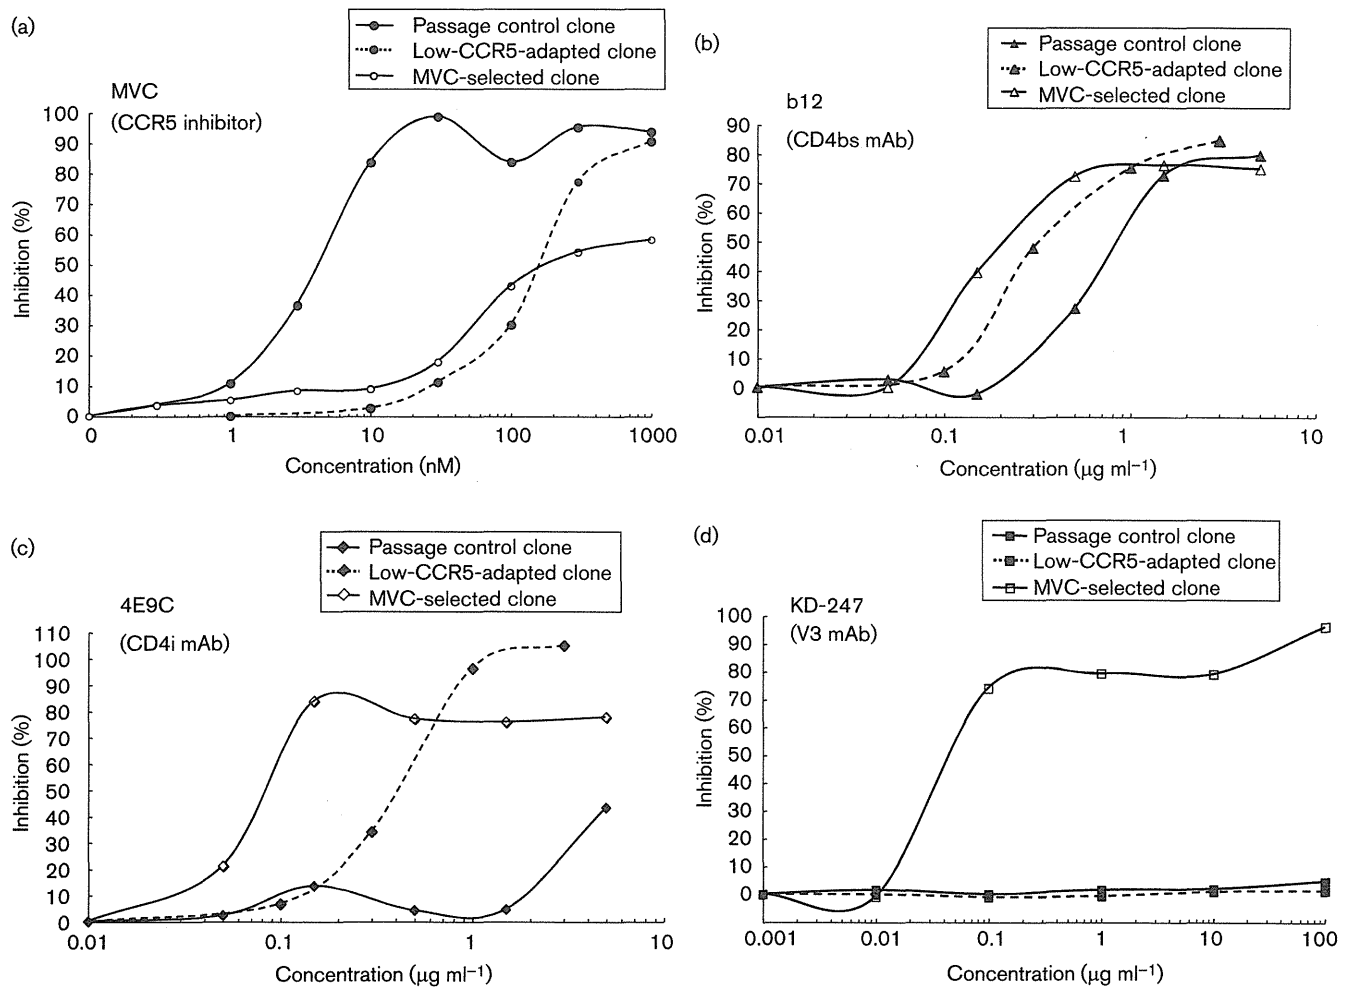 (a)
Passage control clone
Low-CCR5-adapted clone
MVC-selected clone
MVC
(CCR5 inhibitor)
100
90
80
70
60
50
40
30
20
10
0
Inhibition (%)
0 1 10 100 1000
Concentration (nM)
(b)
Passage control clone
Low-CCR5-adapted clone
MVC-selected clone
b12
(CD4bs mAb)
90
80
70
60
50
40
30
20
10
0
Inhibition (%)
0.01 0.1 1 10
Concentration (μg ml⁻¹)
(c)
Passage control clone
Low-CCR5-adapted clone
MVC-selected clone
4E9C
(CD4i mAb)
110
100
90
80
70
60
50
40
30
20
10
0
Inhibition (%)
0.01 0.1 1 10
Concentration (μg ml⁻¹)
(d)
Passage control clone
Low-CCR5-adapted clone
MVC-selected clone
KD-247
(V3 mAb)
100
90
80
70
60
50
40
30
20
10
0
Inhibition (%)
0.001 0.01 0.1 1 10 100
Concentration (μg ml⁻¹)